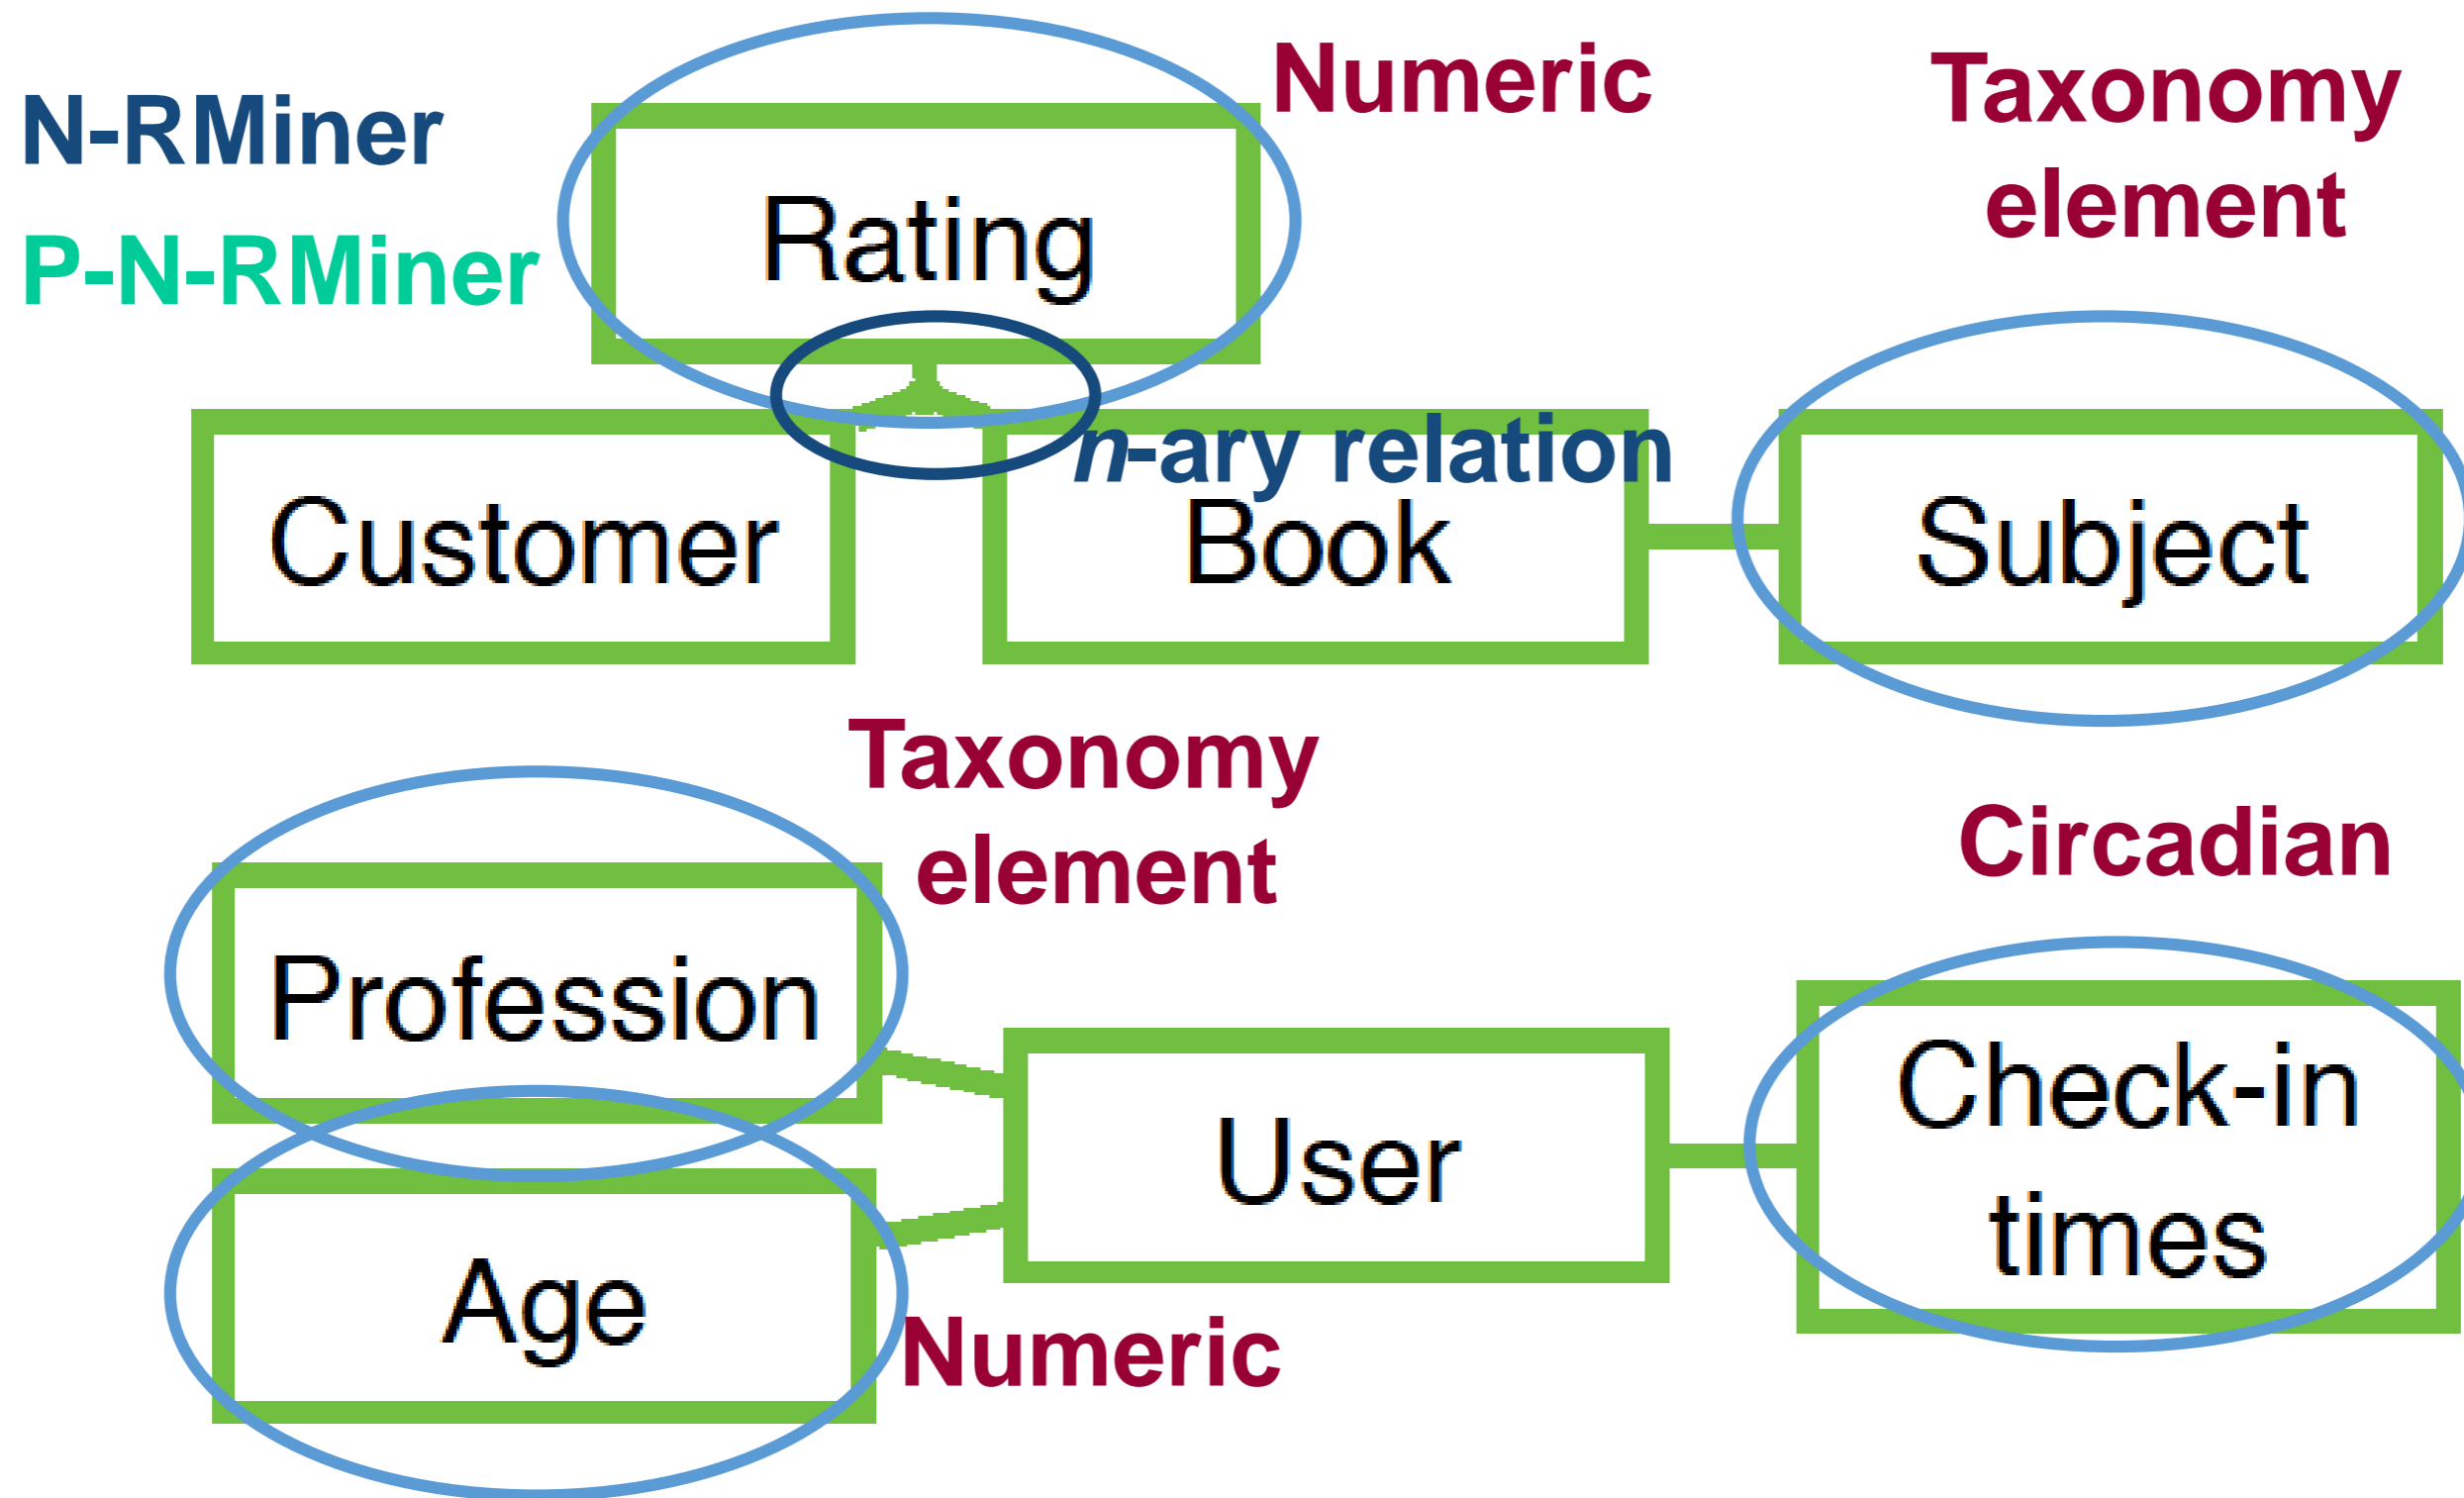 N-RMiner
P-N-RMiner
Rating
Numeric
Taxonomy
element
Customer
n-ary relation
Book
Subject
Taxonomy
element
Circadian
Profession
Age
Numeric
User
Check-in
times